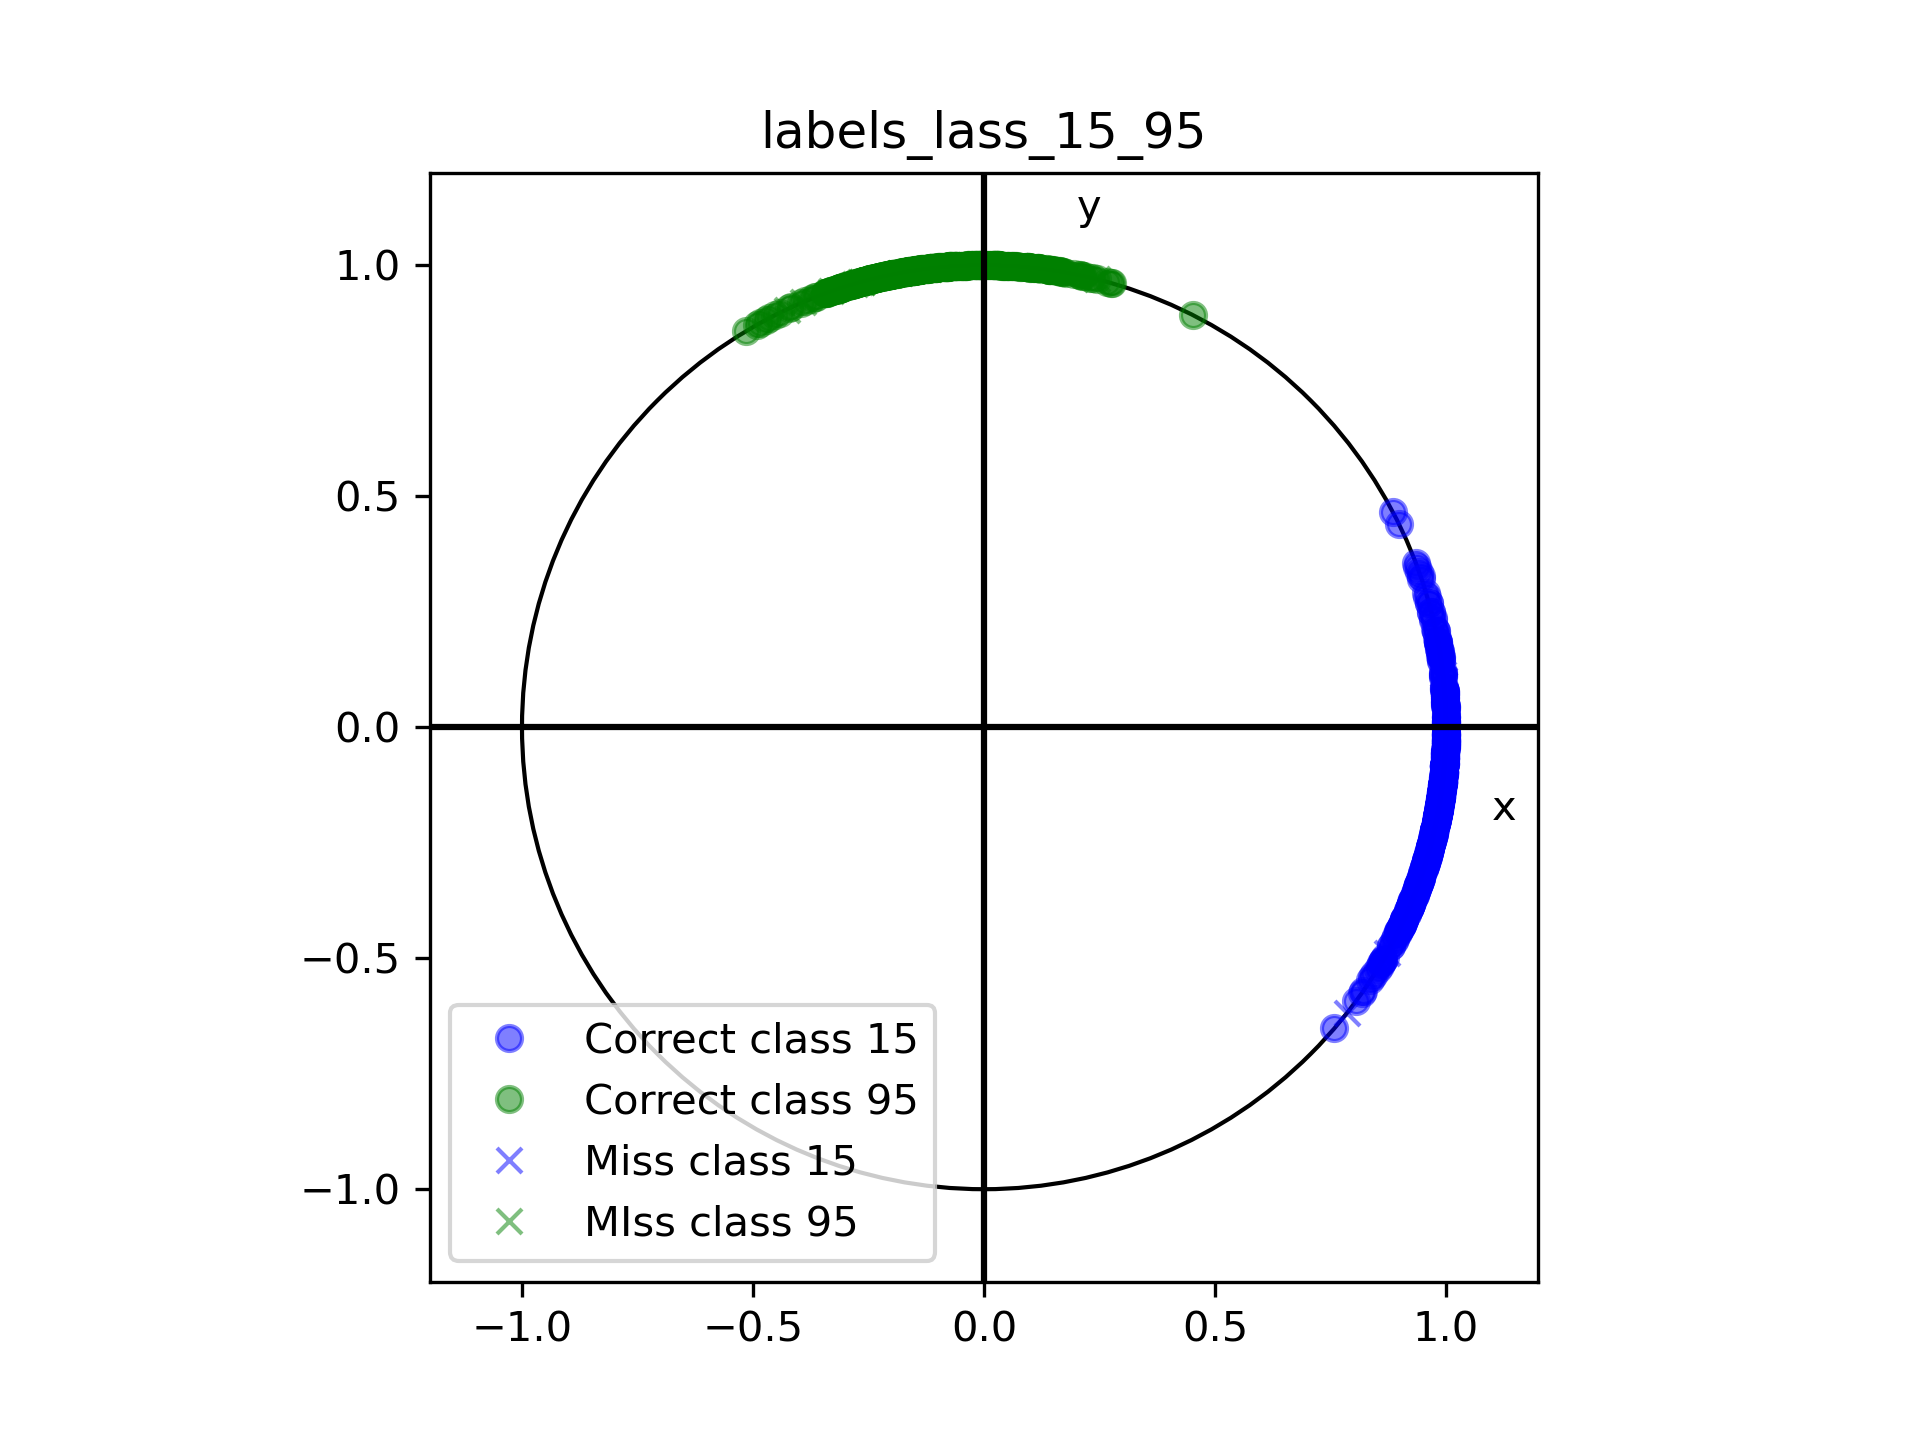 labels_lass_15_95
y
1.0
0.5
0.0
x
−0.5
−1.0
Correct class 15
Correct class 95
Miss class 15
MIss class 95
−1.0 −0.5 0.0 0.5 1.0